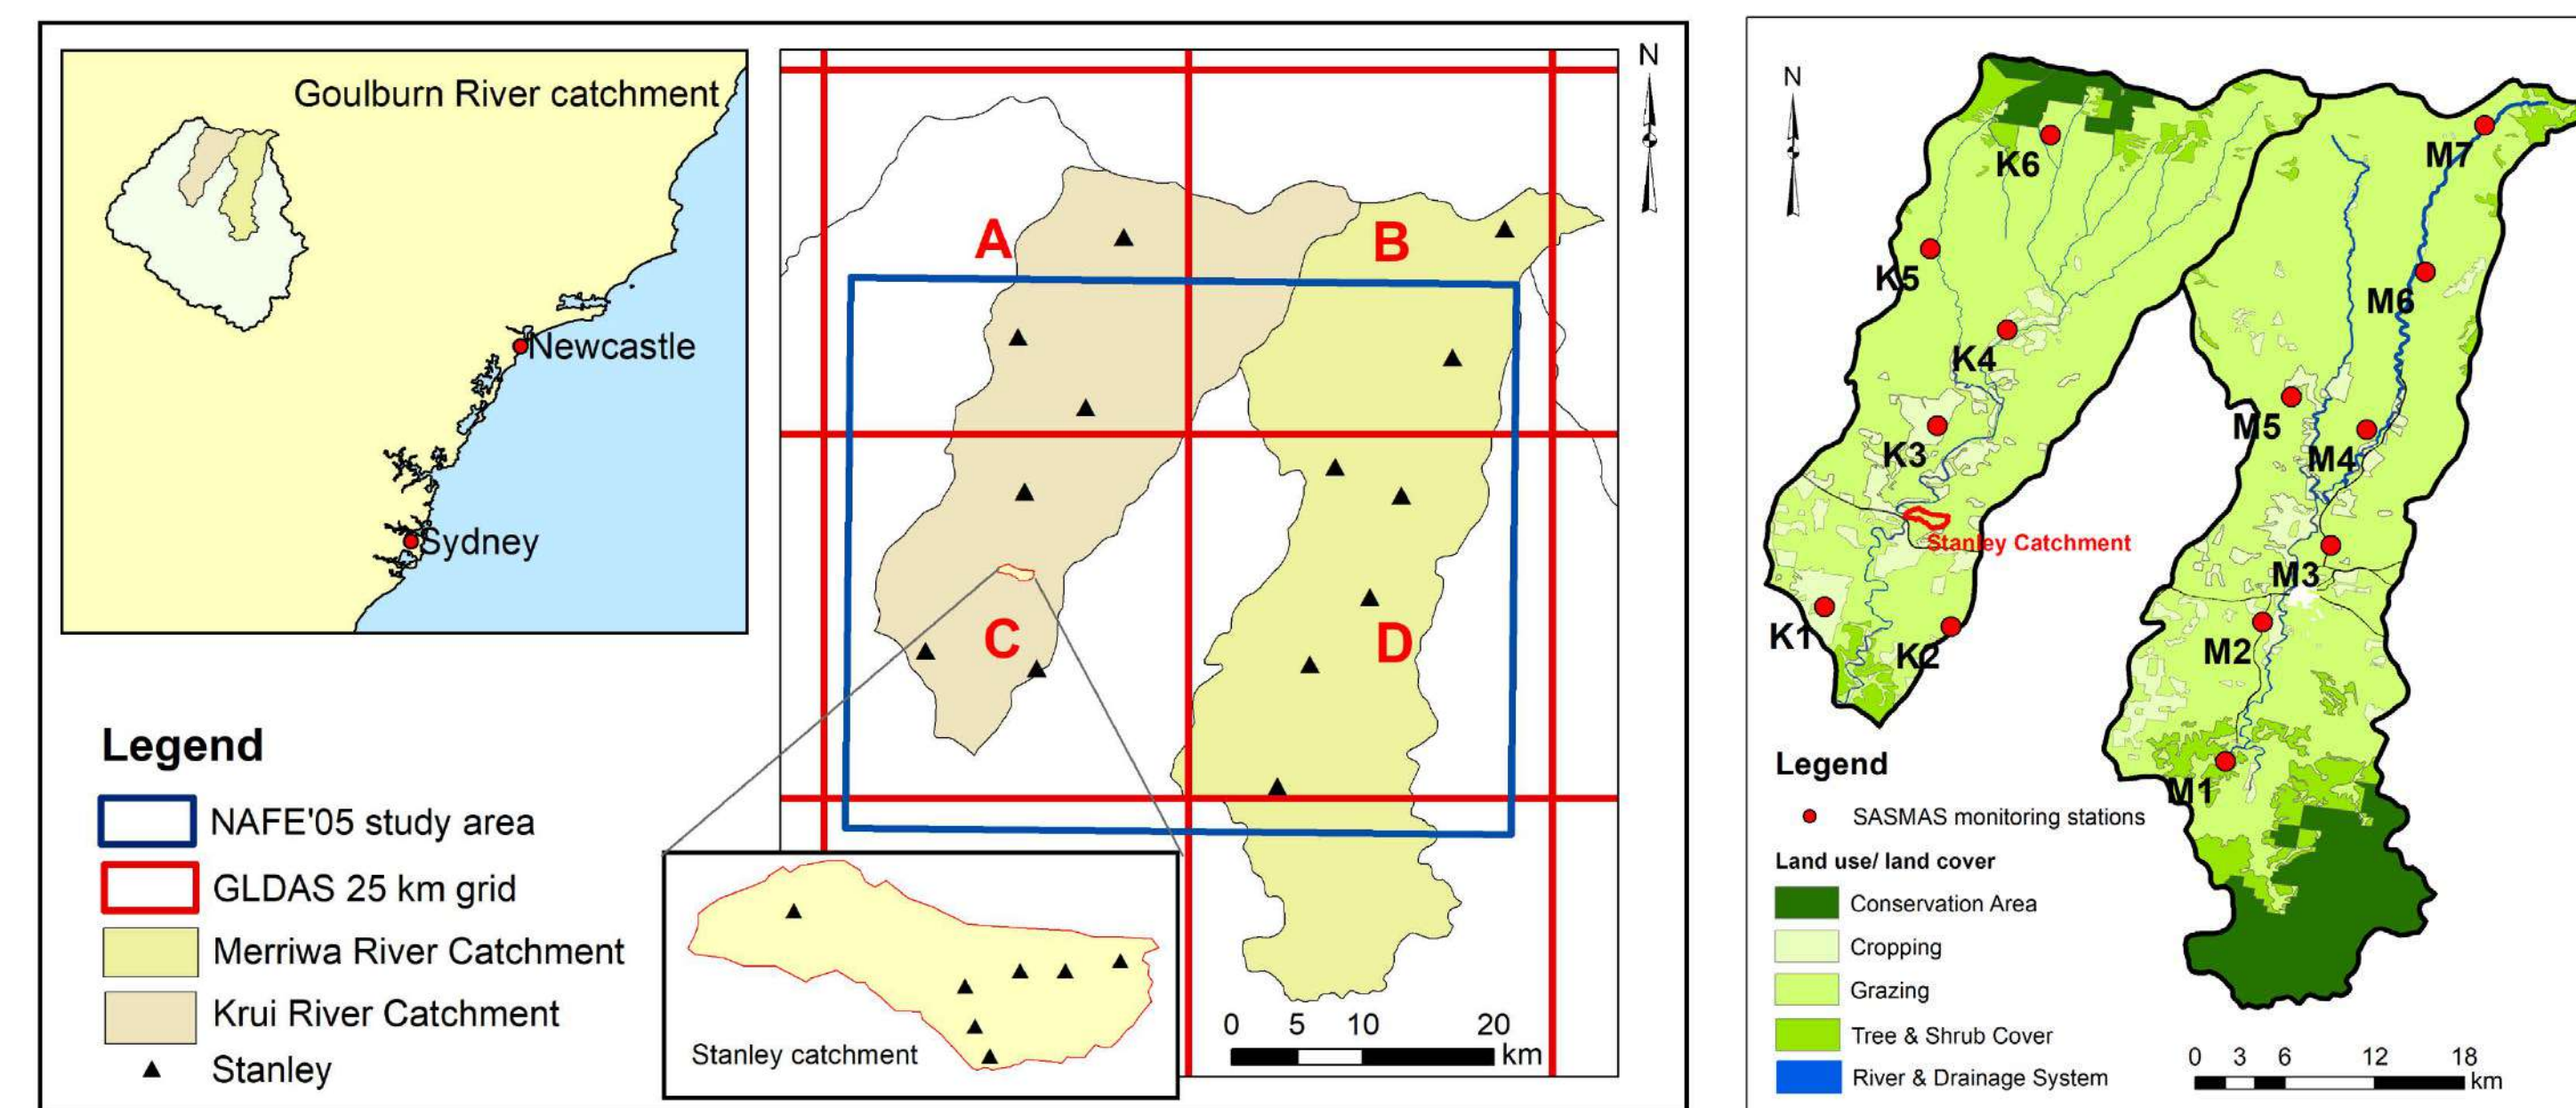 Goulburn River catchment
Newcastle
Sydney
Legend
NAFE'05 study area
GLDAS 25 km grid
Merriwa River Catchment
Krui River Catchment
Stanley
N
A
B
C
D
0 5 10 20
km
Stanley catchment
N
K6
M7
K5
M6
K4
M5
K3
M4
Stanley Catchment
M3
K1
K2
M2
M1
Legend
SASMAS monitoring stations
Land use/ land cover
Conservation Area
Cropping
Grazing
Tree & Shrub Cover
River & Drainage System
0 3 6 12 18
km